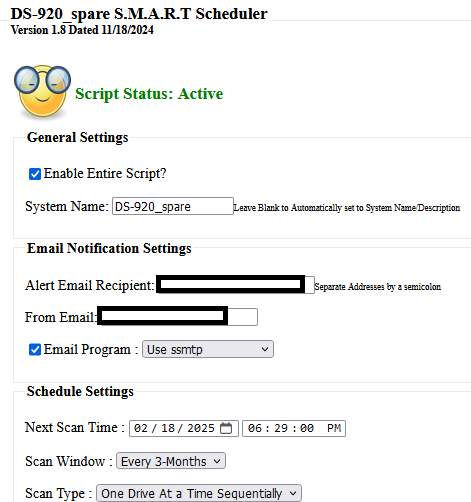 DS-920_spare S.M.A.R.T Scheduler
Version 1.8 Dated 11/18/2024
Script Status: Active
General Settings
Enable Entire Script?
System Name: DS-920_spare Leave Blank to Automatically set to System Name/Description
Email Notification Settings
Alert Email Recipient: Separate Addresses by a semicolon
From Email:
Email Program : Use ssmtp
Schedule Settings
Next Scan Time : 02/18/2025 06:29:00 PM
Scan Window : Every 3-Months
Scan Type : One Drive At a Time Sequentially